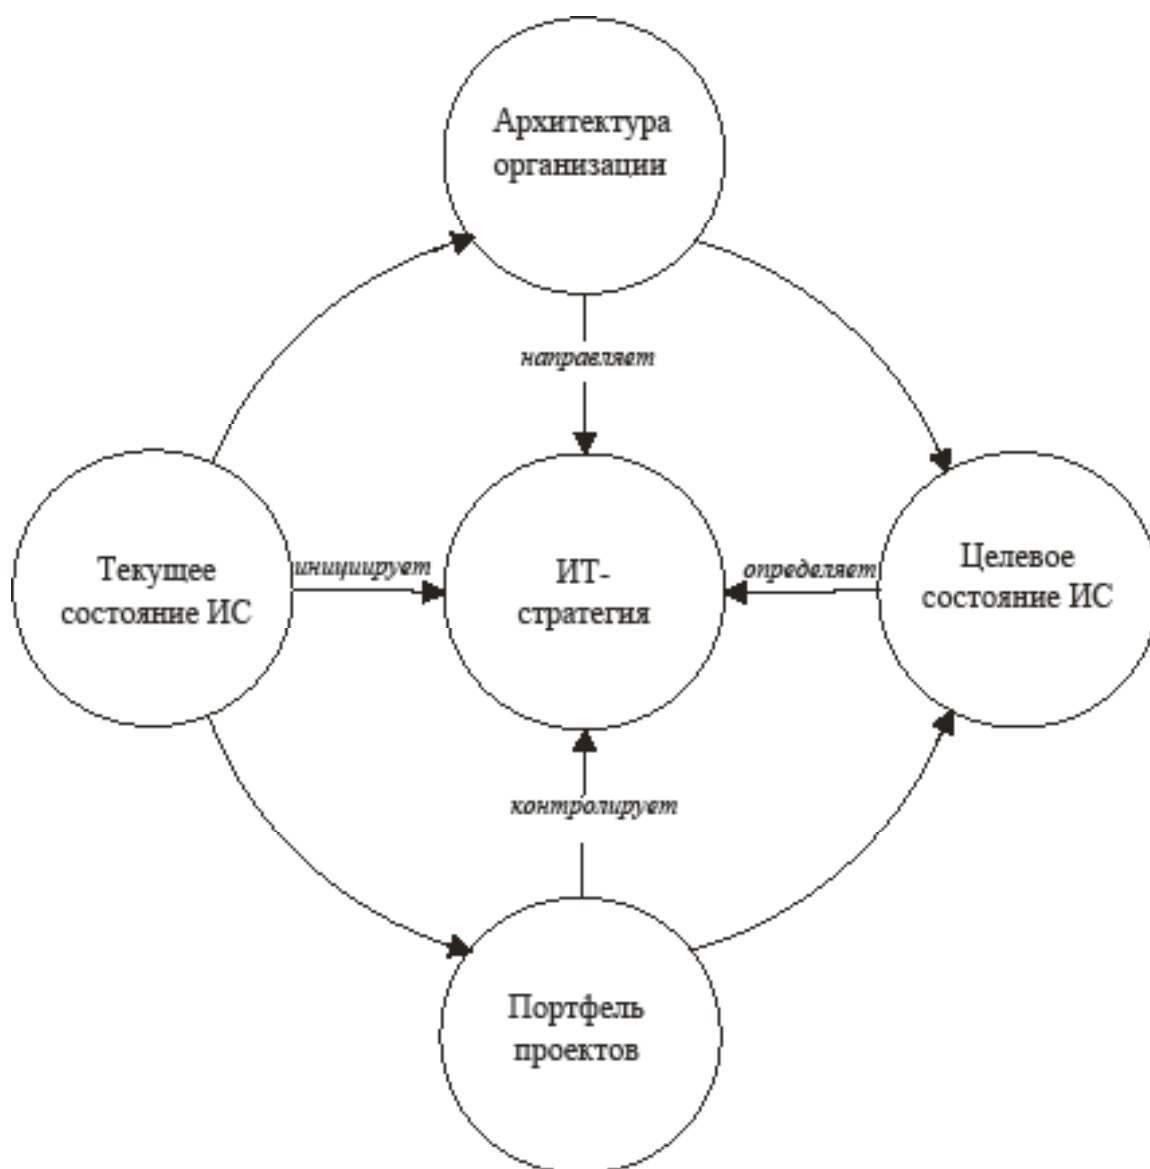 Архитектура
организации
направляет
Текущее
состояние ИС
инициирует
ИТ-
стратегия
определяет
Целевое
состояние ИС
контролирует
Портфель
проектов